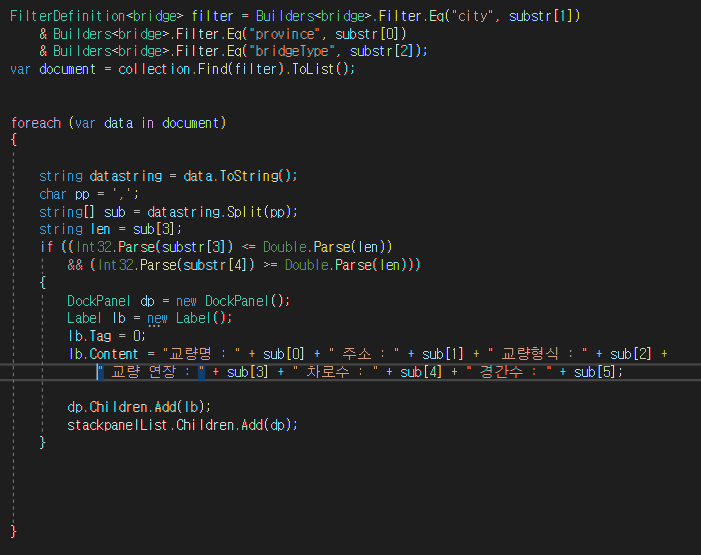 FilterDefinition<bridge> filter = Builders<bridge>.Filter.Eq("city", substr[1])
& Builders<bridge>.Filter.Eq("province", substr[0])
& Builders<bridge>.Filter.Eq("bridgeType", substr[2]);
var document = collection.Find(filter).ToList();
foreach (var data in document)
{
string datastring = data.ToString();
char pp = ',';
string[] sub = datastring.Split(pp);
string len = sub[3];
if ((Int32.Parse(substr[3]) <= Double.Parse(len))
&& (Int32.Parse(substr[4]) >= Double.Parse(len)))
{
DockPanel dp = new DockPanel();
Label lb = new Label();
lb.Tag = 0;
lb.Content = "교량명 : " + sub[0] + " 주소 : " + sub[1] + " 교량형식 : " + sub[2] +
" 교량 연장 : " + sub[3] + " 차로수 : " + sub[4] + " 경간수 : " + sub[5];
dp.Children.Add(lb);
stackpanelList.Children.Add(dp);
}
}